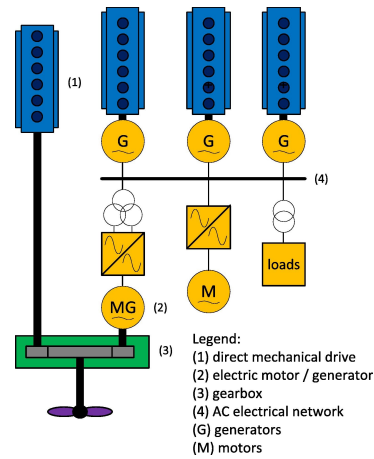 (1)
G
G
G
(4)
loads
MG
(2)
M
(3)
Legend:
(1) direct mechanical drive
(2) electric motor / generator
(3) gearbox
(4) AC electrical network
(G) generators
(M) motors